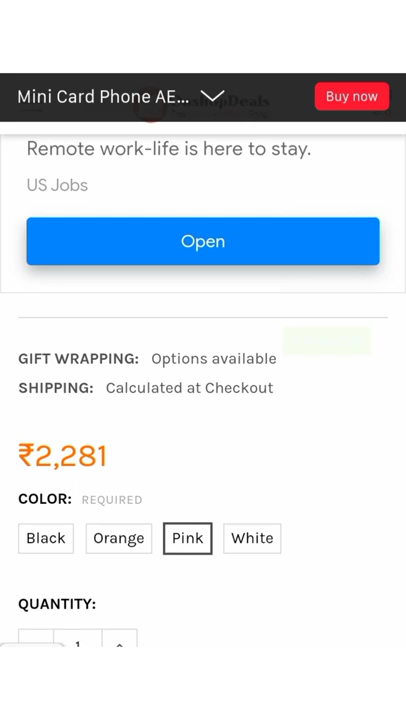 Mini Card Phone AE...
Buy now
Remote work-life is here to stay.
US Jobs
Open
GIFT WRAPPING: Options available
SHIPPING: Calculated at Checkout
₹2,281
COLOR: REQUIRED
Black Orange Pink White
QUANTITY:
1